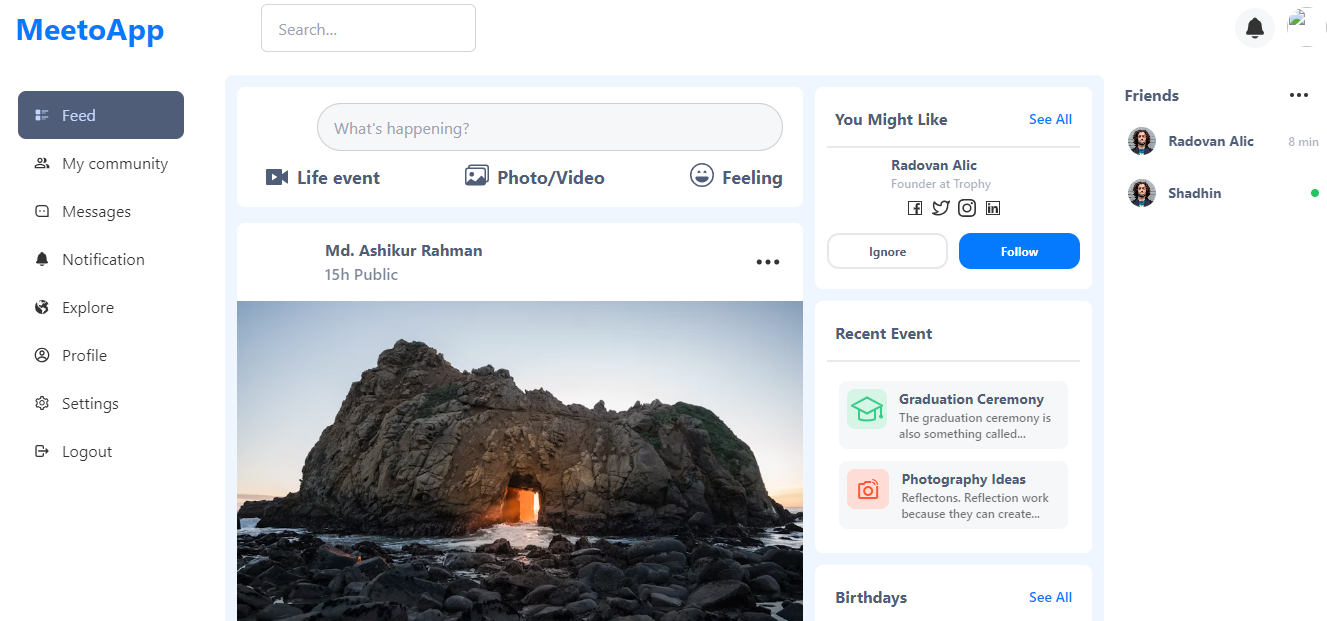 MeetoApp
Search...
Feed
My community
Messages
Notification
Explore
Profile
Settings
Logout
What's happening?
Life event
Photo/Video
Feeling
Md. Ashikur Rahman
15h Public
You Might Like
See All
Radovan Alic
Founder at Trophy
Ignore
Follow
Recent Event
Graduation Ceremony
The graduation ceremony is
also something called...
Photography Ideas
Reflectons. Reflection work
because they can create...
Birthdays
See All
Friends
Radovan Alic
8 min
Shadhin